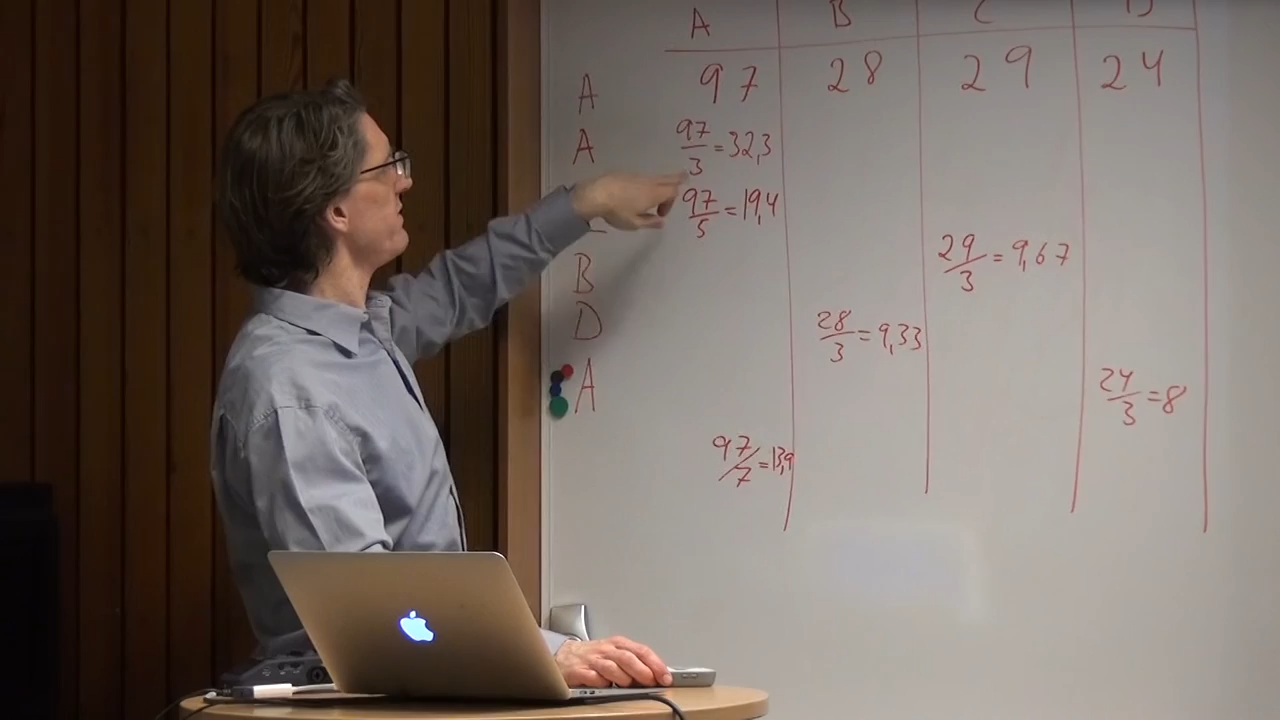 A B C D
A 97 28 29 24
A 97/3 = 32,3
97/5 = 19,4
B 29/3 = 9,67
D 28/3 = 9,33
A 24/3 = 8
97/7 = 13,9